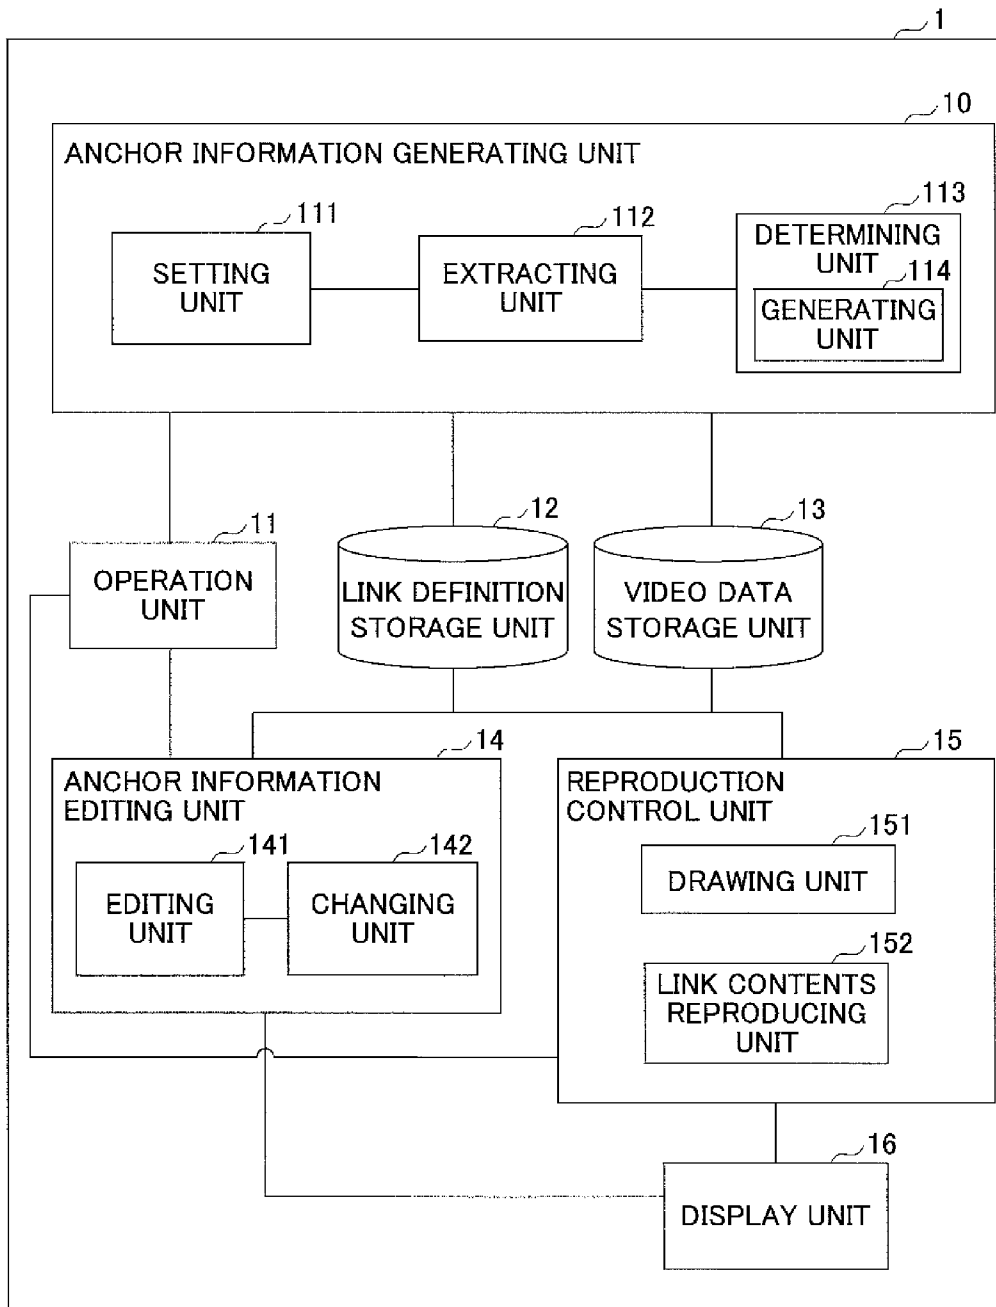 1
10
ANCHOR INFORMATION GENERATING UNIT
111
SETTING
UNIT
112
EXTRACTING
UNIT
113
DETERMINING
UNIT
114
GENERATING
UNIT
11
OPERATION
UNIT
12
LINK DEFINITION
STORAGE UNIT
13
VIDEO DATA
STORAGE UNIT
14
ANCHOR INFORMATION
EDITING UNIT
141
EDITING
UNIT
142
CHANGING
UNIT
15
REPRODUCTION
CONTROL UNIT
151
DRAWING UNIT
152
LINK CONTENTS
REPRODUCING
UNIT
16
DISPLAY UNIT